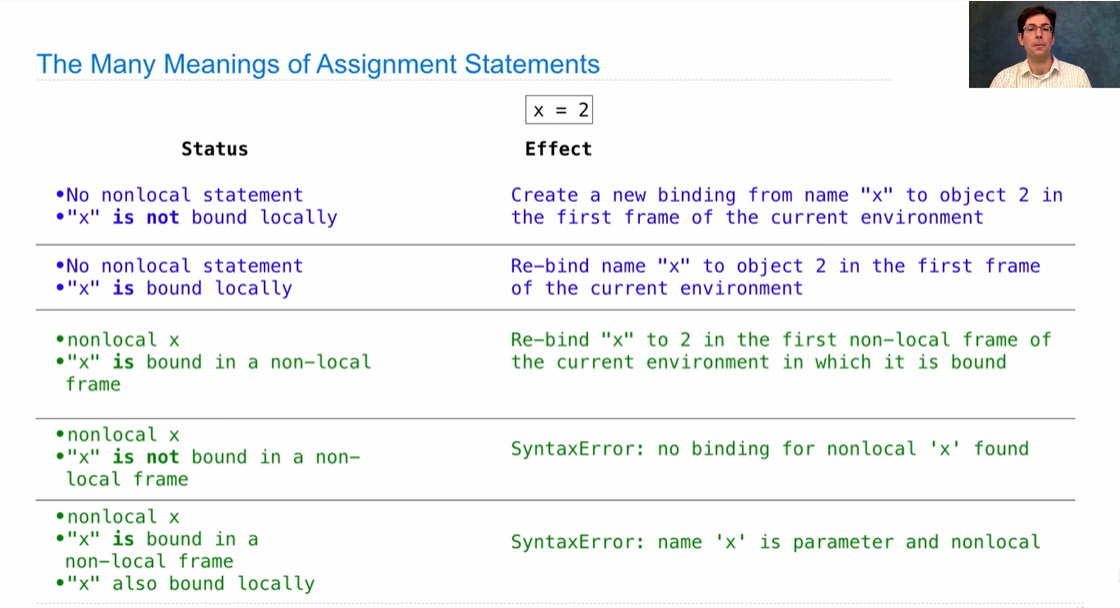 The Many Meanings of Assignment Statements
x = 2
Status
Effect
•No nonlocal statement
•"x" is not bound locally
Create a new binding from name "x" to object 2 in
the first frame of the current environment
•No nonlocal statement
•"x" is bound locally
Re–bind name "x" to object 2 in the first frame
of the current environment
•nonlocal x
•"x" is bound in a non–local
frame
Re–bind "x" to 2 in the first non–local frame of
the current environment in which it is bound
•nonlocal x
•"x" is not bound in a non–
local frame
SyntaxError: no binding for nonlocal 'x' found
•nonlocal x
•"x" is bound in a
non–local frame
•"x" also bound locally
SyntaxError: name 'x' is parameter and nonlocal